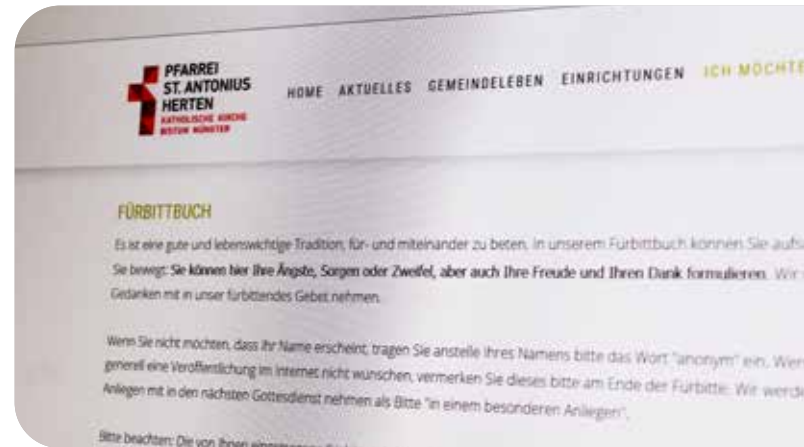 PFARREI
ST. ANTONIUS
HERTEN
KATHOLISCHE KIRCHE
BISTUM MÜNSTER
HOME AKTUELLES GEMEINDELEBEN EINRICHTUNGEN ICH MÖCHTE
FÜRBITTBUCH
Es ist eine gute und lebenswichtige Tradition, für- und miteinander zu beten. In unserem Fürbittbuch können Sie aufs
Sie bewegt: Sie können hier Ihre Ängste, Sorgen oder Zweifel, aber auch Ihre Freude und Ihren Dank formulieren. Wir
Gedanken mit in unser fürbittendes Gebet nehmen.
Wenn Sie nicht möchten, dass Ihr Name erscheint, tragen Sie anstelle Ihres Namens bitte das Wort "anonym" ein. Wen
generell eine Veröffentlichung im Internet nicht wünschen, vermerken Sie dieses bitte am Ende der Fürbitte. Wir werde
Anliegen mit in den nächsten Gottesdienst nehmen als Bitte "in einem besonderen Anliegen".
Bitte beachten: Die von Ihnen